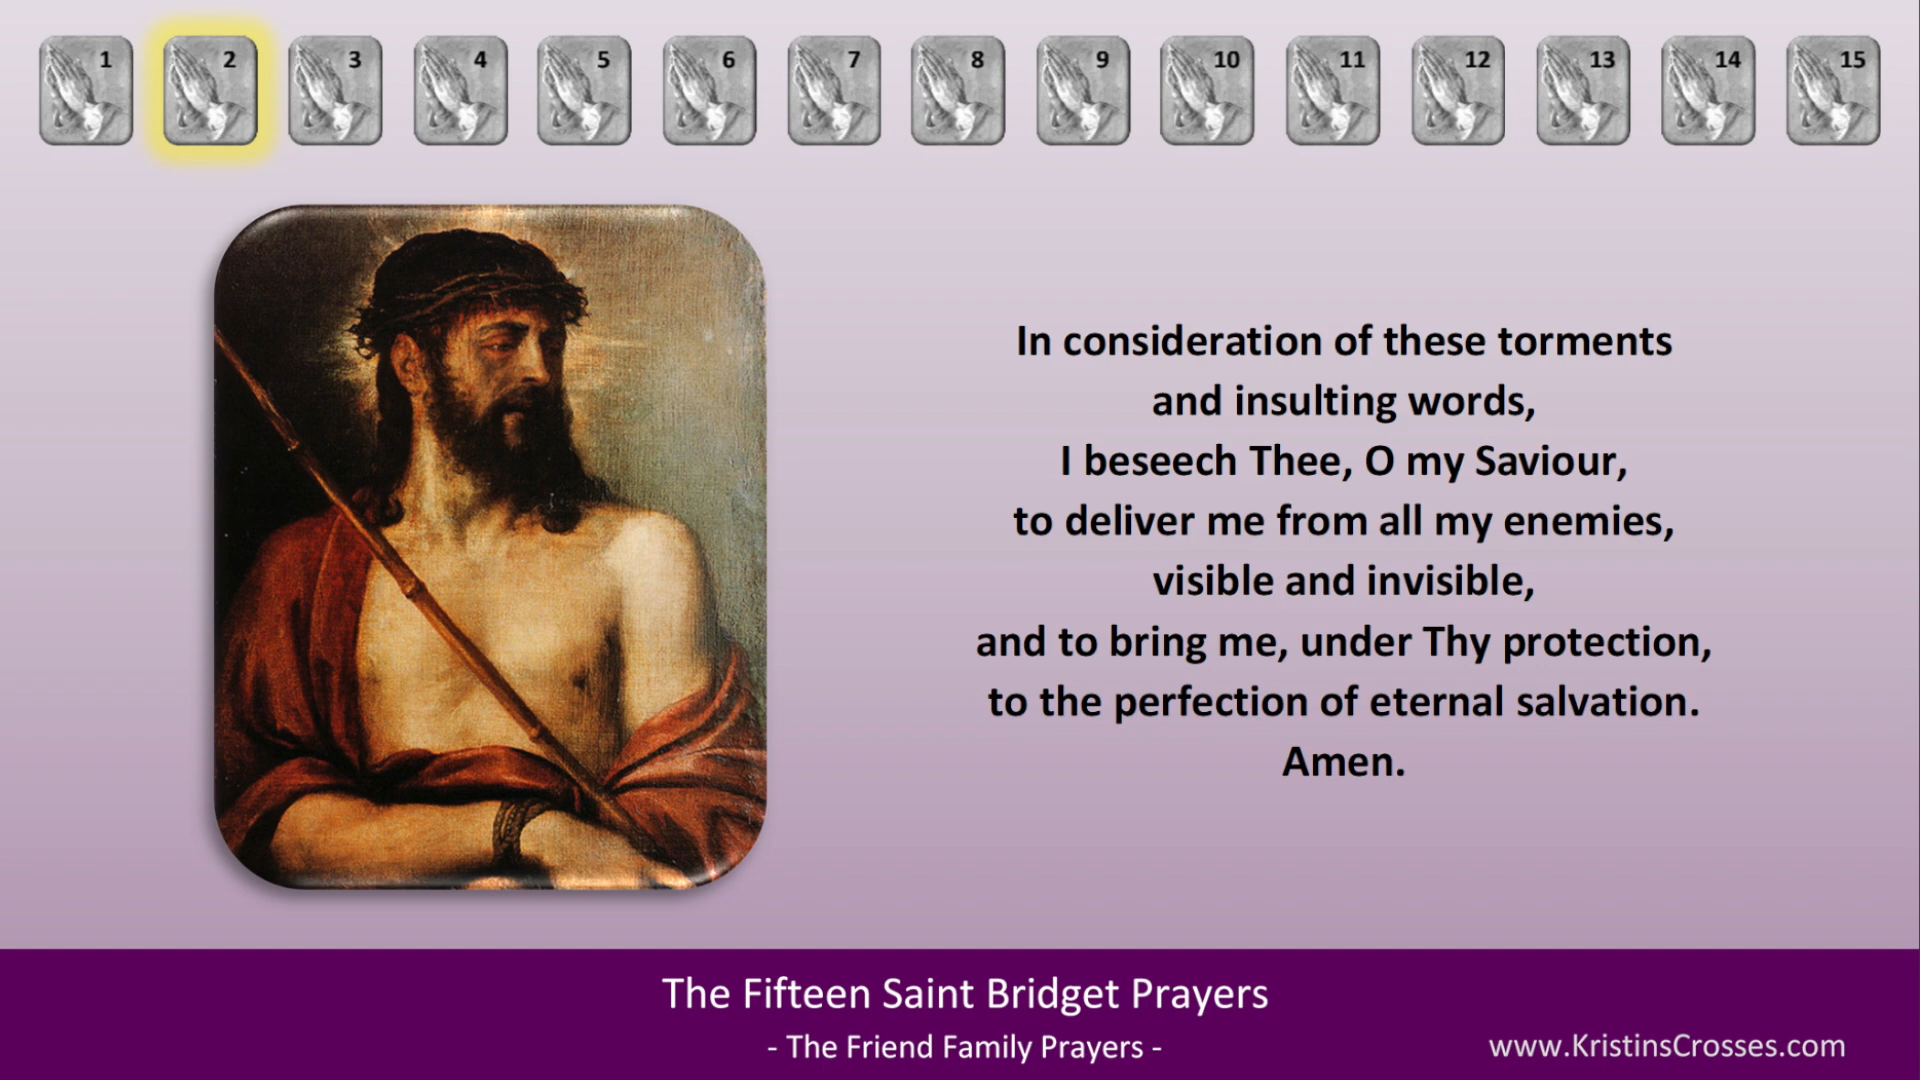 1 2 3 4 5 6 7 8 9 10 11 12 13 14 15
In consideration of these torments
and insulting words,
I beseech Thee, O my Saviour,
to deliver me from all my enemies,
visible and invisible,
and to bring me, under Thy protection,
to the perfection of eternal salvation.
Amen.
The Fifteen Saint Bridget Prayers
- The Friend Family Prayers -
www.KristinsCrosses.com